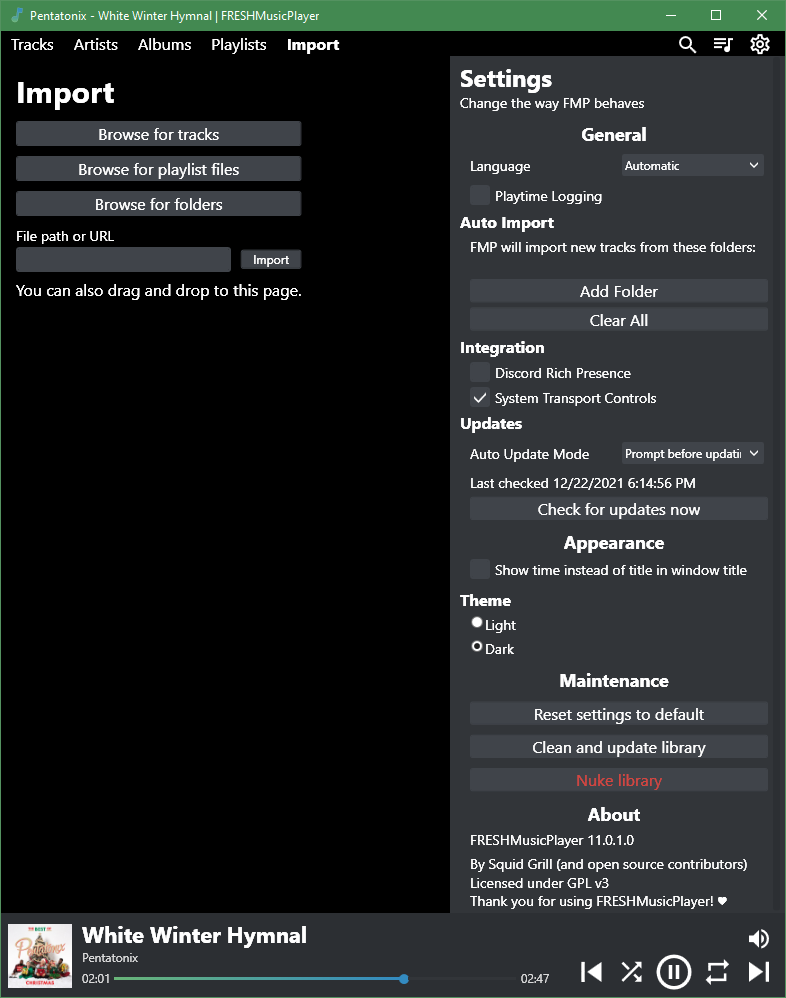 Pentatonix - White Winter Hymnal | FRESHMusicPlayer
Tracks Artists Albums Playlists Import
Import
Browse for tracks
Browse for playlist files
Browse for folders
File path or URL
Import
You can also drag and drop to this page.
Settings
Change the way FMP behaves
General
Language Automatic
Playtime Logging
Auto Import
FMP will import new tracks from these folders:
Add Folder
Clear All
Integration
Discord Rich Presence
System Transport Controls
Updates
Auto Update Mode Prompt before updatin
Last checked 12/22/2021 6:14:56 PM
Check for updates now
Appearance
Show time instead of title in window title
Theme
Light
Dark
Maintenance
Reset settings to default
Clean and update library
Nuke library
About
FRESHMusicPlayer 11.0.1.0
By Squid Grill (and open source contributors)
Licensed under GPL v3
Thank you for using FRESHMusicPlayer! ♥
BEST
Pentatonix
CHRISTMAS
White Winter Hymnal
Pentatonix
02:01 02:47